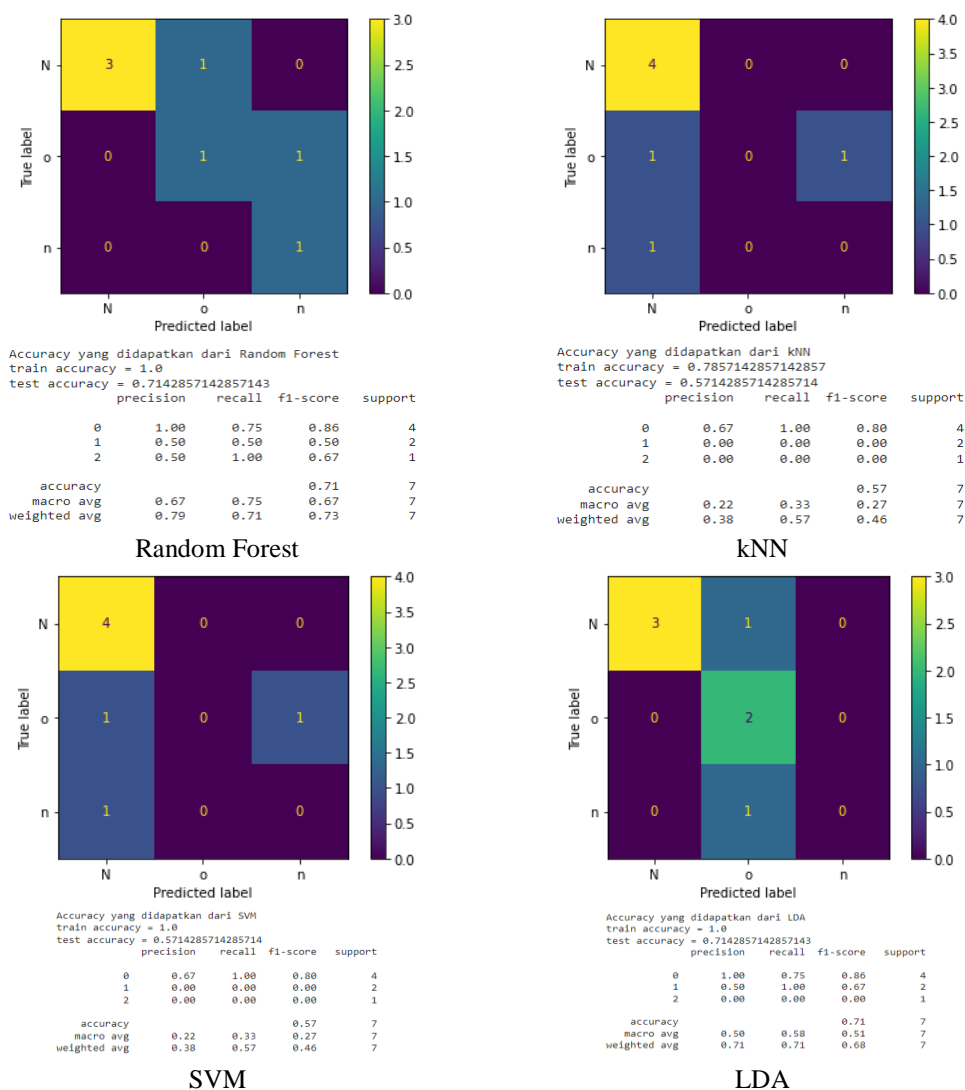 3.0
N
3
1
0
2.5
2.0
True label
o
0
1
1
1.5
1.0
n
0
0
1
0.5
0.0
N
o
n
Predicted label
Accuracy yang didapatkan dari Random Forest
train accuracy = 1.0
test accuracy = 0.7142857142857143
precision recall f1-score support
0 1.00 0.75 0.86 4
1 0.50 0.50 0.50 2
2 0.50 1.00 0.67 1
accuracy 0.71 7
macro avg 0.67 0.75 0.67 7
weighted avg 0.79 0.71 0.73 7
Random Forest
4.0
N
4
0
0
3.5
3.0
2.5
True label
o
1
0
1
2.0
1.5
n
1
0
0
1.0
0.5
0.0
N
o
n
Predicted label
Accuracy yang didapatkan dari kNN
train accuracy = 0.7857142857142857
test accuracy = 0.5714285714285714
precision recall f1-score support
0 0.67 1.00 0.80 4
1 0.00 0.00 0.00 2
2 0.00 0.00 0.00 1
accuracy 0.57 7
macro avg 0.22 0.33 0.27 7
weighted avg 0.38 0.57 0.46 7
kNN
4.0
N
4
0
0
3.5
3.0
2.5
True label
o
1
0
1
2.0
1.5
n
1
0
0
1.0
0.5
0.0
N
o
n
Predicted label
Accuracy yang didapatkan dari SVM
train accuracy = 1.0
test accuracy = 0.5714285714285714
precision recall f1-score support
0 0.67 1.00 0.80 4
1 0.00 0.00 0.00 2
2 0.00 0.00 0.00 1
accuracy 0.57 7
macro avg 0.22 0.33 0.27 7
weighted avg 0.38 0.57 0.46 7
SVM
3.0
N
3
1
0
2.5
2.0
True label
o
0
2
0
1.5
1.0
n
0
1
0
0.5
0.0
N
o
n
Predicted label
Accuracy yang didapatkan dari LDA
train accuracy = 1.0
test accuracy = 0.7142857142857143
precision recall f1-score support
0 1.00 0.75 0.86 4
1 0.50 1.00 0.67 2
2 0.00 0.00 0.00 1
accuracy 0.71 7
macro avg 0.50 0.58 0.51 7
weighted avg 0.71 0.71 0.68 7
LDA